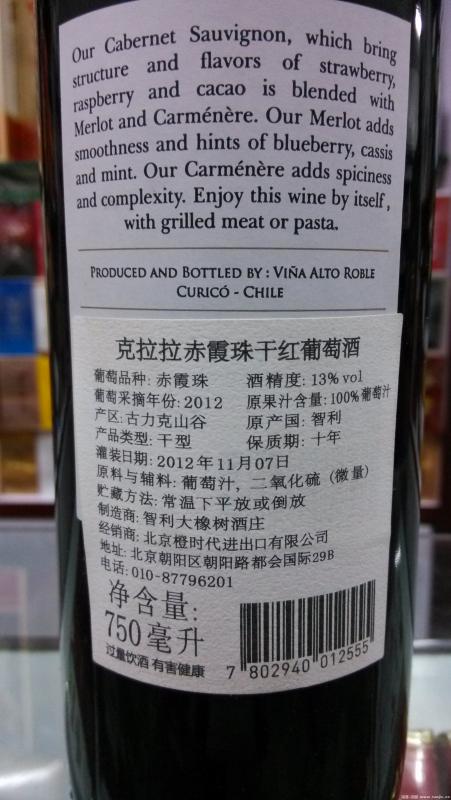 Our Cabernet Sauvignon, which bring
structure and flavors of strawberry,
raspberry and cacao is blended with
Merlot and Carménère. Our Merlot adds
smoothness and hints of blueberry, cassis
and mint. Our Carménère adds spiciness
and complexity. Enjoy this wine by itself,
with grilled meat or pasta.
PRODUCED AND BOTTLED BY : VIÑA ALTO ROBLE
CURICÓ - CHILE
克拉拉赤霞珠干红葡萄酒
葡萄品种: 赤霞珠 酒精度: 13% vol
葡萄采摘年份: 2012 原果汁含量: 100% 葡萄汁
产区: 古力克山谷 原产国: 智利
产品类型: 干型 保质期: 十年
灌装日期: 2012年11月07日
原料与辅料: 葡萄汁, 二氧化硫 (微量)
贮藏方法: 常温下平放或倒放
制造商: 智利大橡树酒庄
经销商: 北京橙时代进出口有限公司
地址: 北京朝阳区朝阳路都会国际29B
电话: 010-87796201
净含量:
750毫升
过量饮酒 有害健康
7 802940 012555